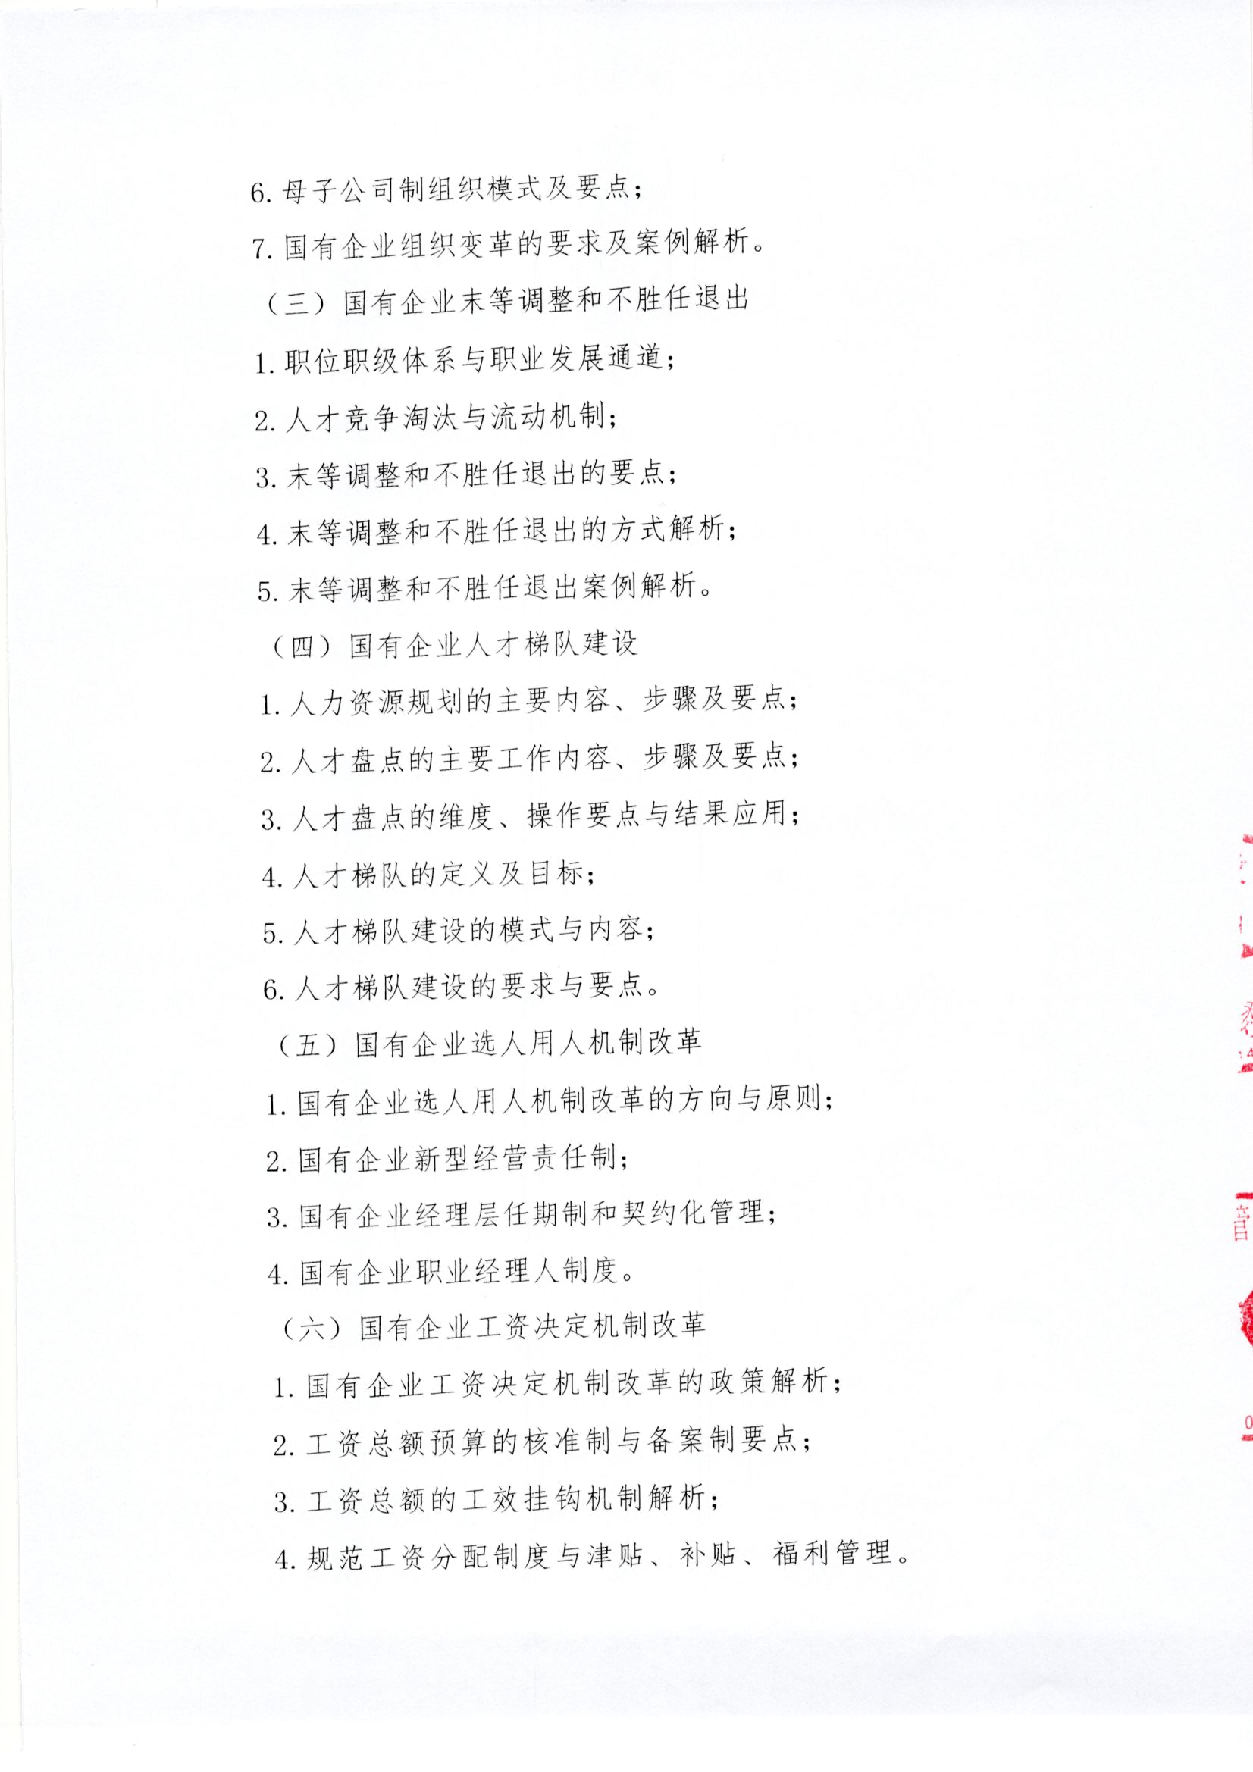 6. 母子公司制组织模式及要点；
7. 国有企业组织变革的要求及案例解析。
（三）国有企业末等调整和不胜任退出
1. 职位职级体系与职业发展通道；
2. 人才竞争淘汰与流动机制；
3. 末等调整和不胜任退出的要点；
4. 末等调整和不胜任退出的方式解析；
5. 末等调整和不胜任退出案例解析。
（四）国有企业人才梯队建设
1. 人力资源规划的主要内容、步骤及要点；
2. 人才盘点的主要工作内容、步骤及要点；
3. 人才盘点的维度、操作要点与结果应用；
4. 人才梯队的定义及目标；
5. 人才梯队建设的模式与内容；
6. 人才梯队建设的要求与要点。
（五）国有企业选人用人机制改革
1. 国有企业选人用人机制改革的方向与原则；
2. 国有企业新型经营责任制；
3. 国有企业经理层任期制和契约化管理；
4. 国有企业职业经理人制度。
（六）国有企业工资决定机制改革
1. 国有企业工资决定机制改革的政策解析；
2. 工资总额预算的核准制与备案制要点；
3. 工资总额的工效挂钩机制解析；
4. 规范工资分配制度与津贴、补贴、福利管理。